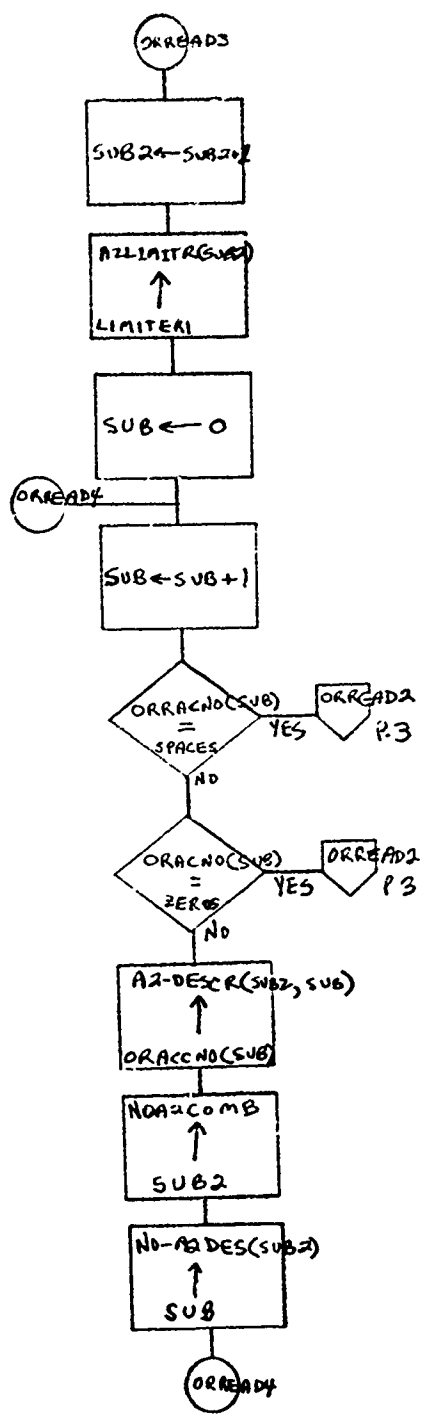 ORREAD3
SUB2←SUB2+1
A2LIMITR(SUB2)
↑
LIMITER1
SUB ← 0
ORREAD4
SUB←SUB+1
ORRACNO(SUB)
=
SPACES
YES
ORREAD2
P.3
NO
ORACNO(SUB)
=
ZEROS
YES
ORREAD2
P3
NO
A2-DESCR(SUB2, SUB)
↑
ORACCNO(SUB)
NOA2COMB
↑
SUB2
NO-A2DES(SUB2)
↑
SUB
ORREAD4